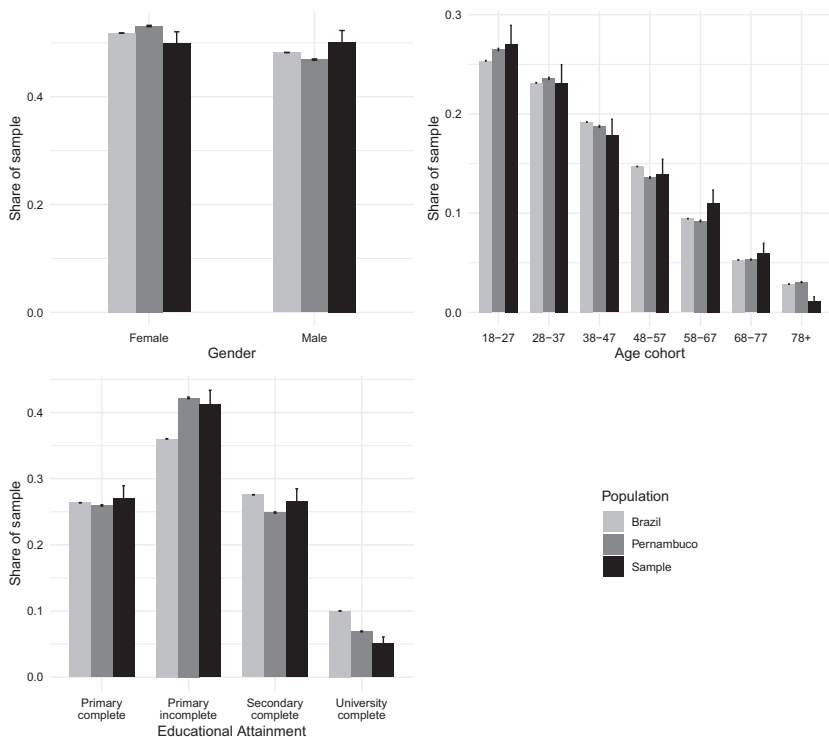 Share of sample
0.4
0.2
0.0
Female Male
Gender
Share of sample
0.3
0.2
0.1
0.0
18−27 28−37 38−47 48−57 58−67 68−77 78+
Age cohort
Share of sample
0.4
0.3
0.2
0.1
0.0
Primary Primary Secondary University
complete incomplete complete complete
Educational Attainment
Population
Brazil
Pernambuco
Sample